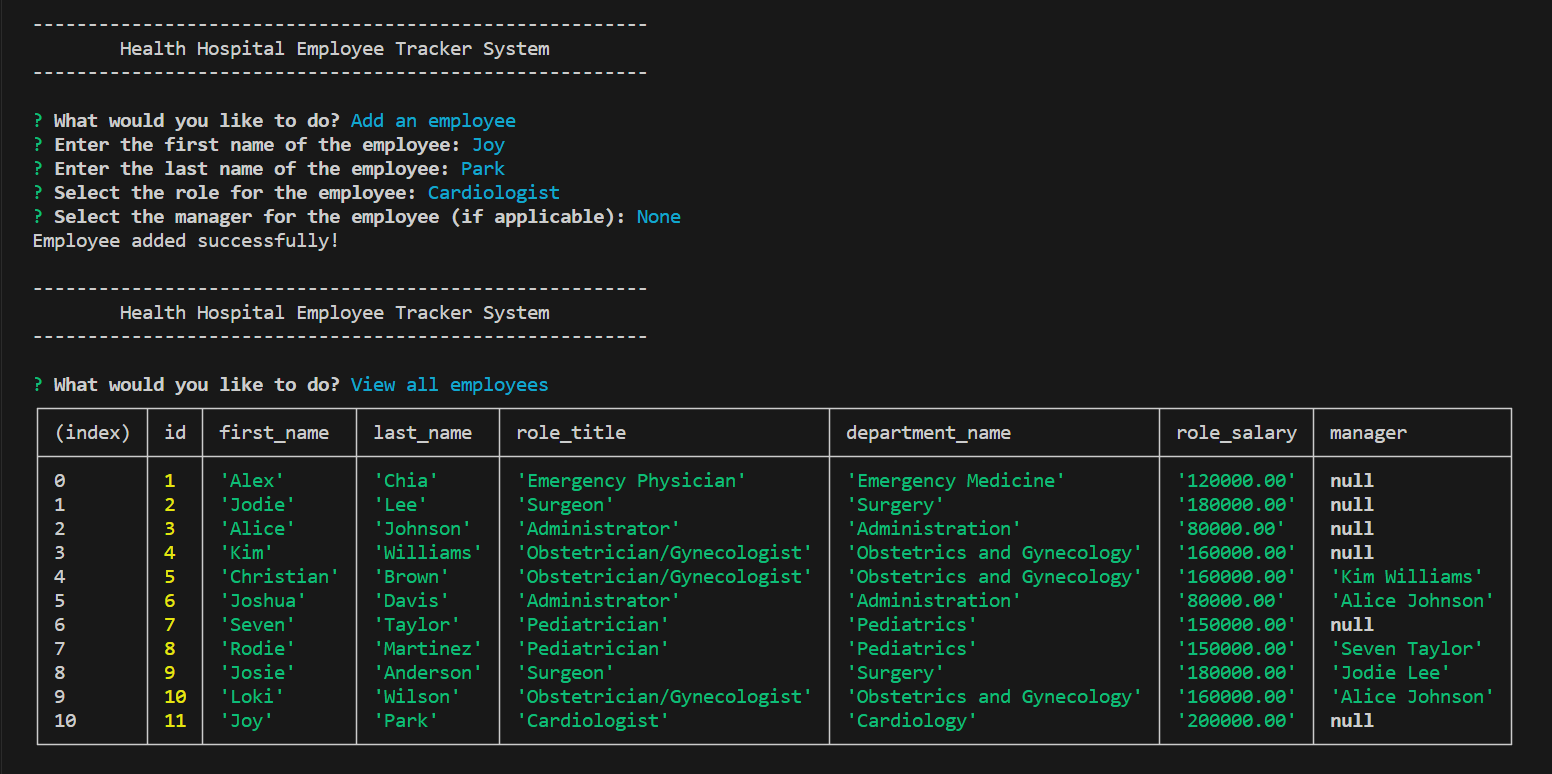 --------------------------------------------------------
Health Hospital Employee Tracker System
--------------------------------------------------------
? What would you like to do? Add an employee
? Enter the first name of the employee: Joy
? Enter the last name of the employee: Park
? Select the role for the employee: Cardiologist
? Select the manager for the employee (if applicable): None
Employee added successfully!
--------------------------------------------------------
Health Hospital Employee Tracker System
--------------------------------------------------------
? What would you like to do? View all employees
(index) id first_name last_name role_title department_name role_salary manager
0 1 'Alex' 'Chia' 'Emergency Physician' 'Emergency Medicine' '120000.00' null
1 2 'Jodie' 'Lee' 'Surgeon' 'Surgery' '180000.00' null
2 3 'Alice' 'Johnson' 'Administrator' 'Administration' '80000.00' null
3 4 'Kim' 'Williams' 'Obstetrician/Gynecologist' 'Obstetrics and Gynecology' '160000.00' null
4 5 'Christian' 'Brown' 'Obstetrician/Gynecologist' 'Obstetrics and Gynecology' '160000.00' 'Kim Williams'
5 6 'Joshua' 'Davis' 'Administrator' 'Administration' '80000.00' 'Alice Johnson'
6 7 'Seven' 'Taylor' 'Pediatrician' 'Pediatrics' '150000.00' null
7 8 'Rodie' 'Martinez' 'Pediatrician' 'Pediatrics' '150000.00' 'Seven Taylor'
8 9 'Josie' 'Anderson' 'Surgeon' 'Surgery' '180000.00' 'Jodie Lee'
9 10 'Loki' 'Wilson' 'Obstetrician/Gynecologist' 'Obstetrics and Gynecology' '160000.00' 'Alice Johnson'
10 11 'Joy' 'Park' 'Cardiologist' 'Cardiology' '200000.00' null